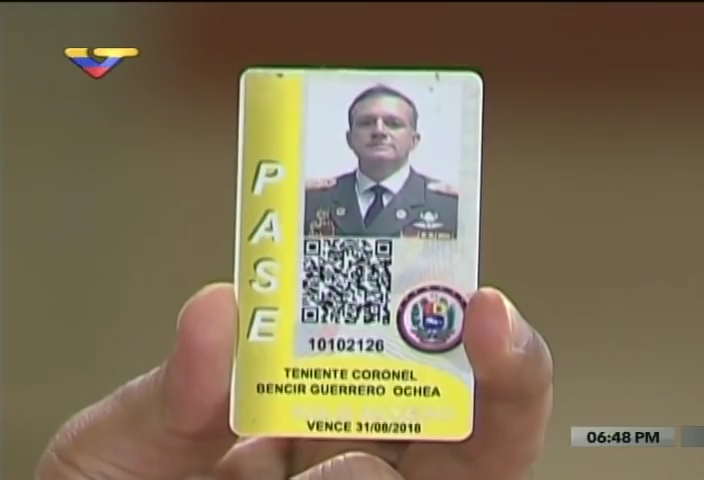 PASE
10102126
TENIENTE CORONEL
BENCIR GUERRERO OCHEA
VENCE 31/08/2018
06:48 PM